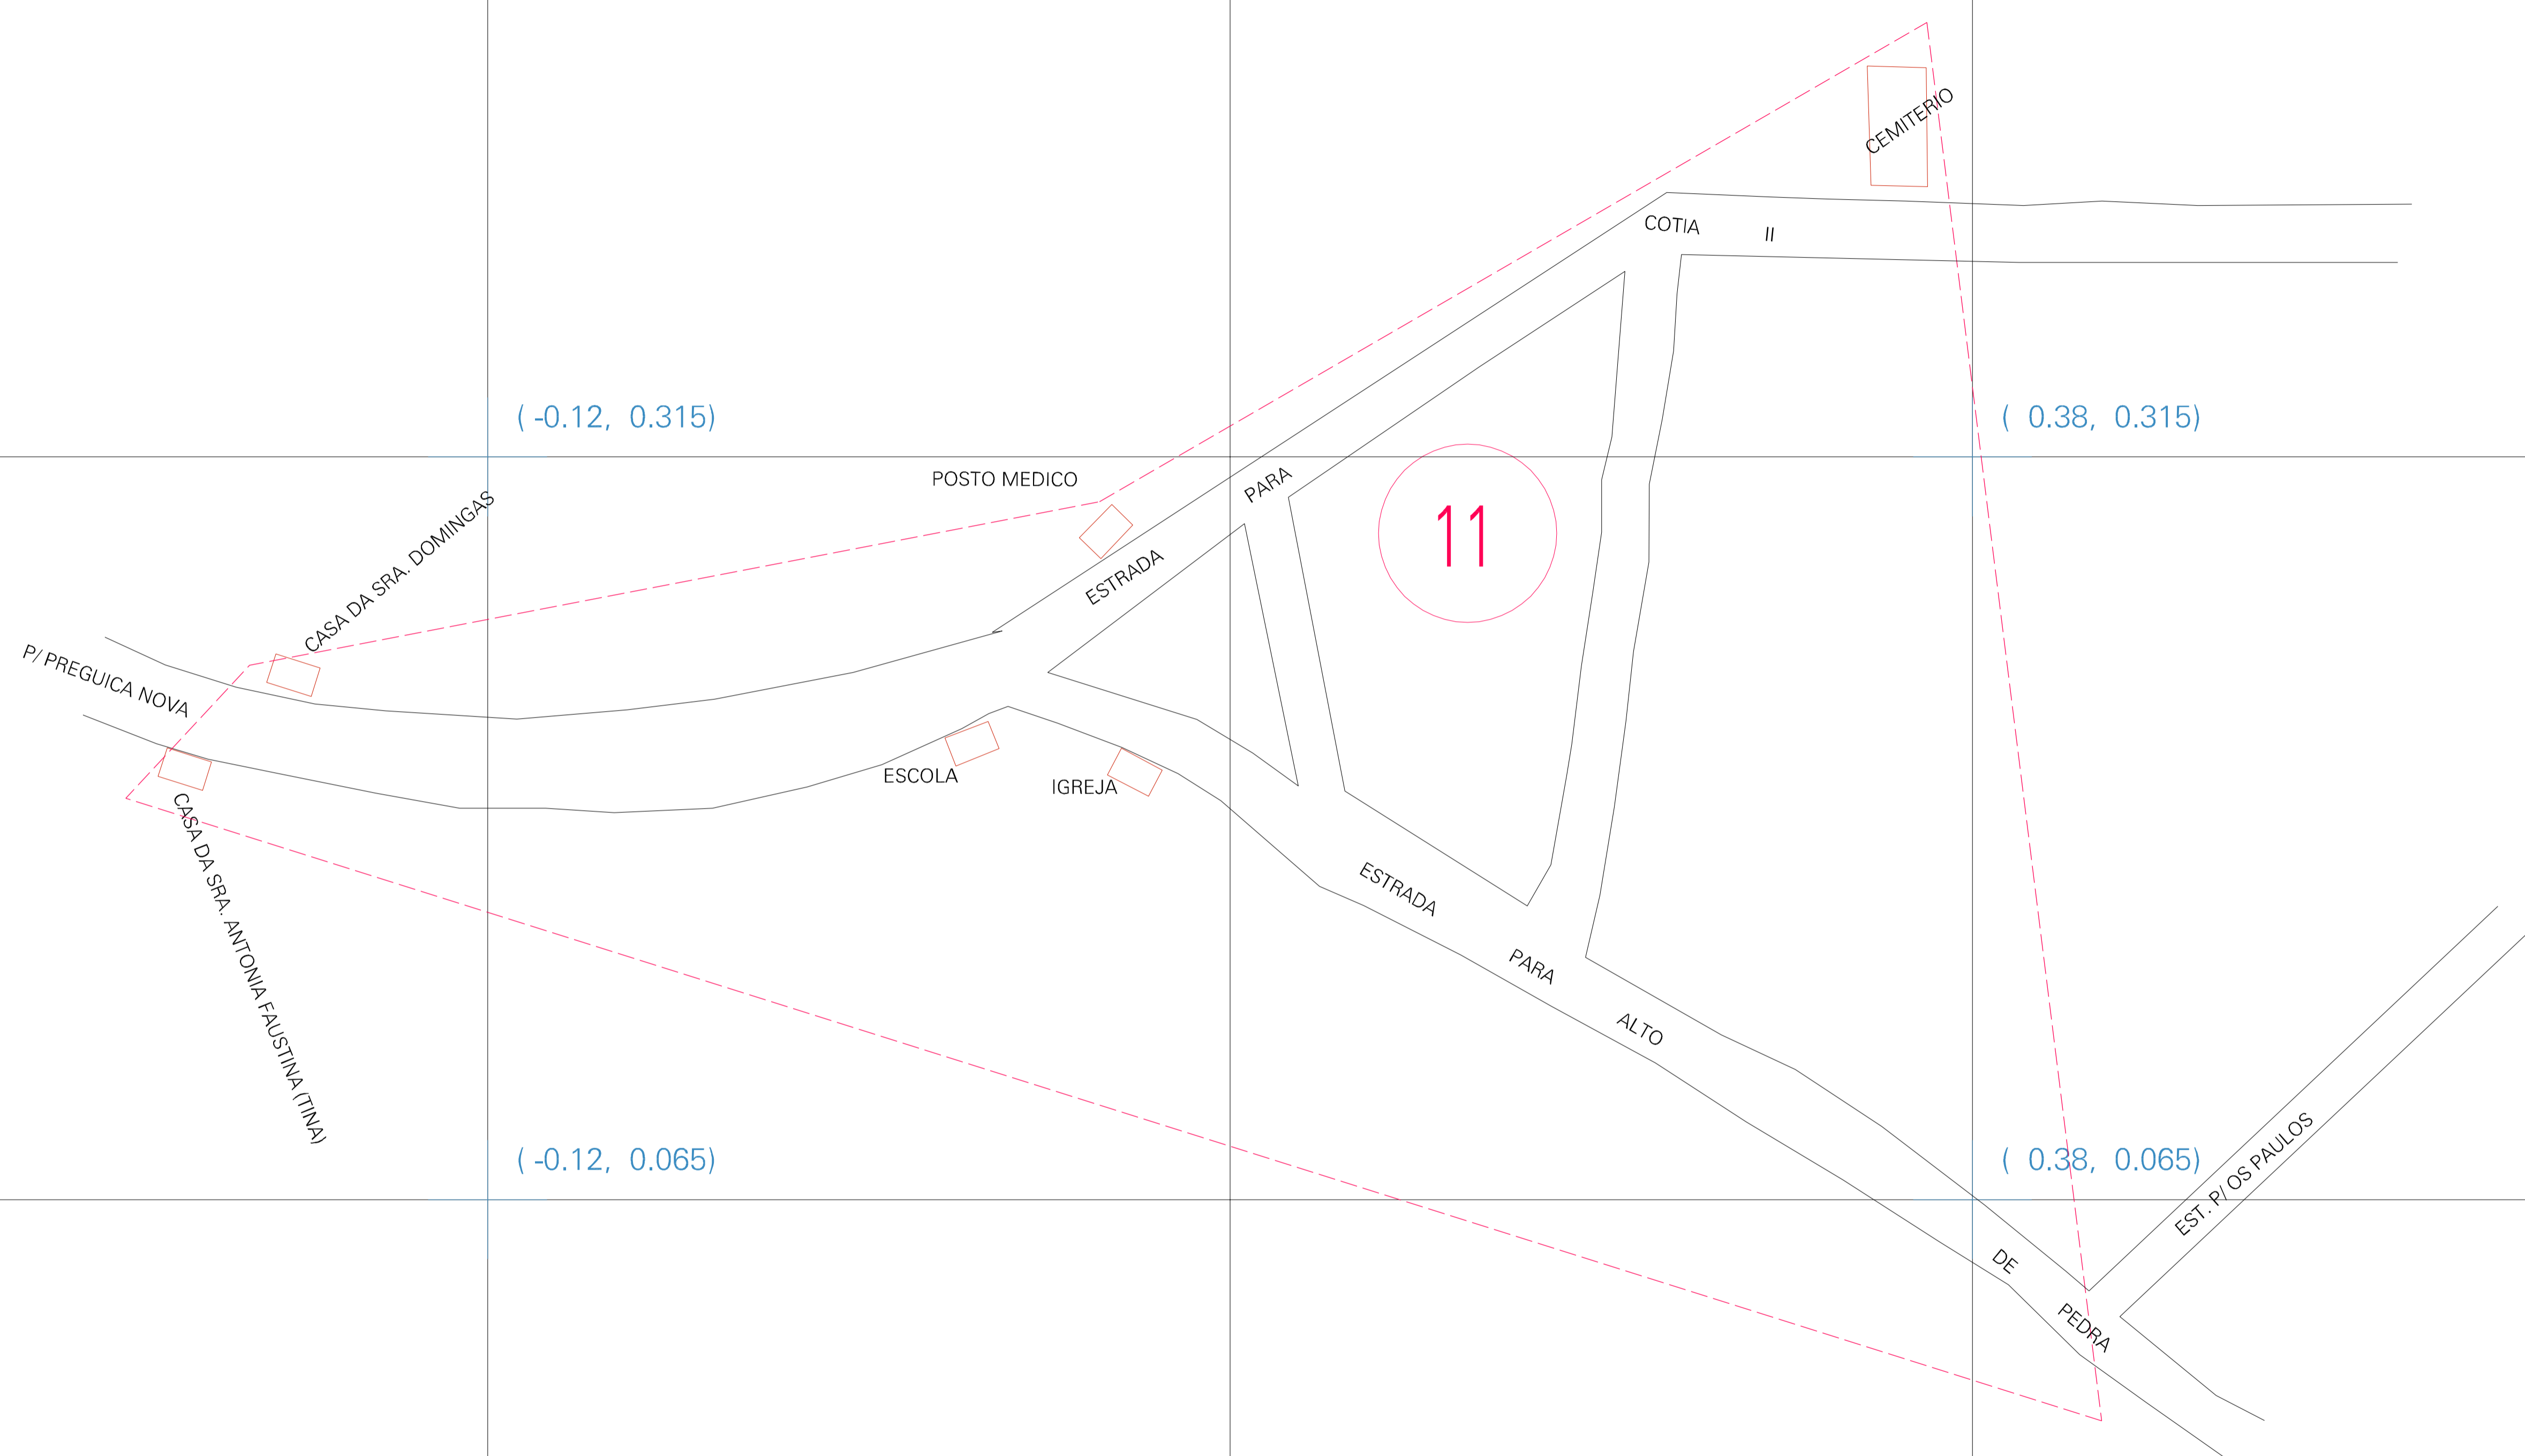 CEMITERIO
COTIA II
( -0.12, 0.315)
( 0.38, 0.315)
POSTO MEDICO
PARA
11
CASA DA SRA. DOMINGAS
ESTRADA
P/ PREGUICA NOVA
ESCOLA
IGREJA
CASA DA SRA. ANTONIA FAUSTINA (TINA)
ESTRADA
PARA
ALTO
( -0.12, 0.065)
( 0.38, 0.065)
EST. P/ OS PAULOS
DE
PEDRA